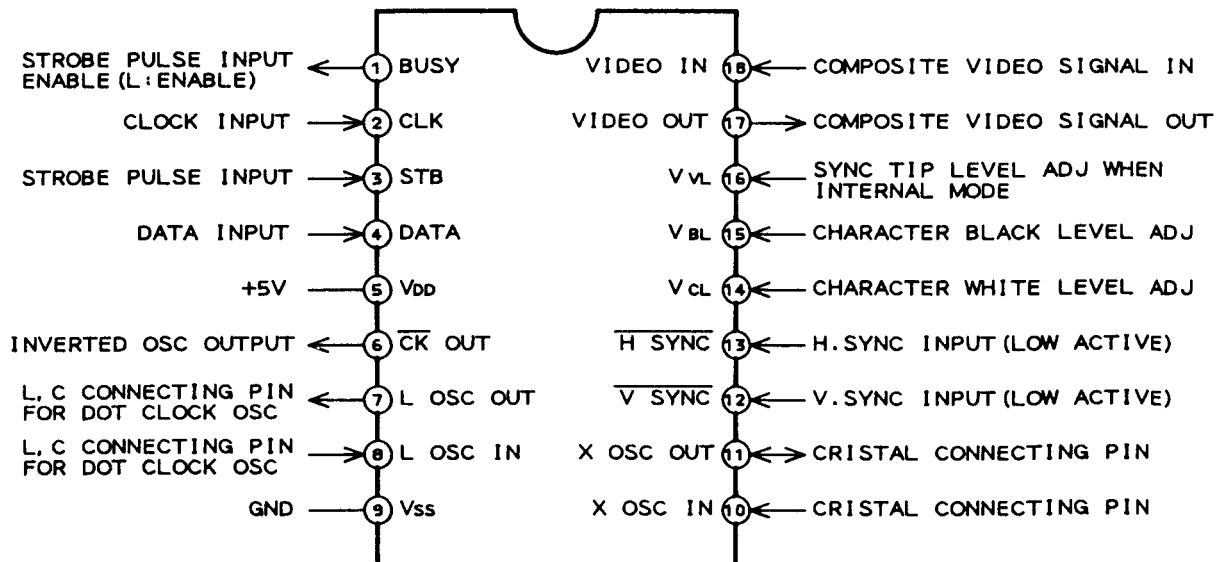 STROBE PULSE INPUT
ENABLE (L:ENABLE)
1 BUSY
CLOCK INPUT 2 CLK
STROBE PULSE INPUT 3 STB
DATA INPUT 4 DATA
+5V 5 VDD
INVERTED OSC OUTPUT 6 CK OUT
L, C CONNECTING PIN
FOR DOT CLOCK OSC
7 L OSC OUT
L, C CONNECTING PIN
FOR DOT CLOCK OSC
8 L OSC IN
GND 9 VSS
VIDEO IN 18 COMPOSITE VIDEO SIGNAL IN
VIDEO OUT 17 COMPOSITE VIDEO SIGNAL OUT
VVL 16 SYNC TIP LEVEL ADJ WHEN
INTERNAL MODE
VBL 15 CHARACTER BLACK LEVEL ADJ
VCL 14 CHARACTER WHITE LEVEL ADJ
H SYNC 13 H.SYNC INPUT (LOW ACTIVE)
V SYNC 12 V.SYNC INPUT (LOW ACTIVE)
X OSC OUT 11 CRISTAL CONNECTING PIN
X OSC IN 10 CRISTAL CONNECTING PIN